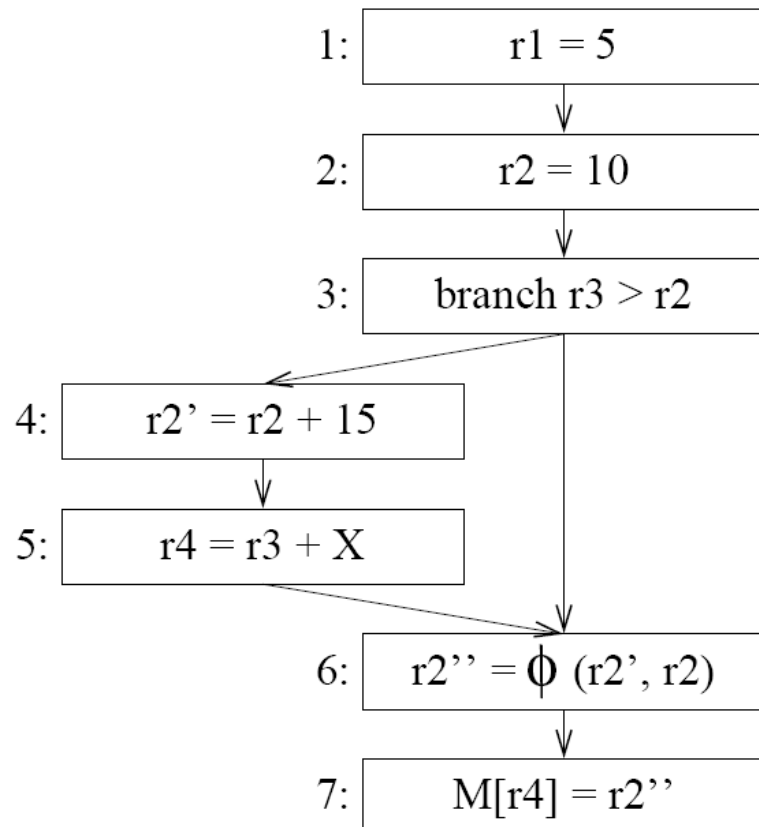 1: r1 = 5
2: r2 = 10
3: branch r3 > r2
4: r2’ = r2 + 15
5: r4 = r3 + X
6: r2’’ = ϕ (r2’, r2)
7: M[r4] = r2’’